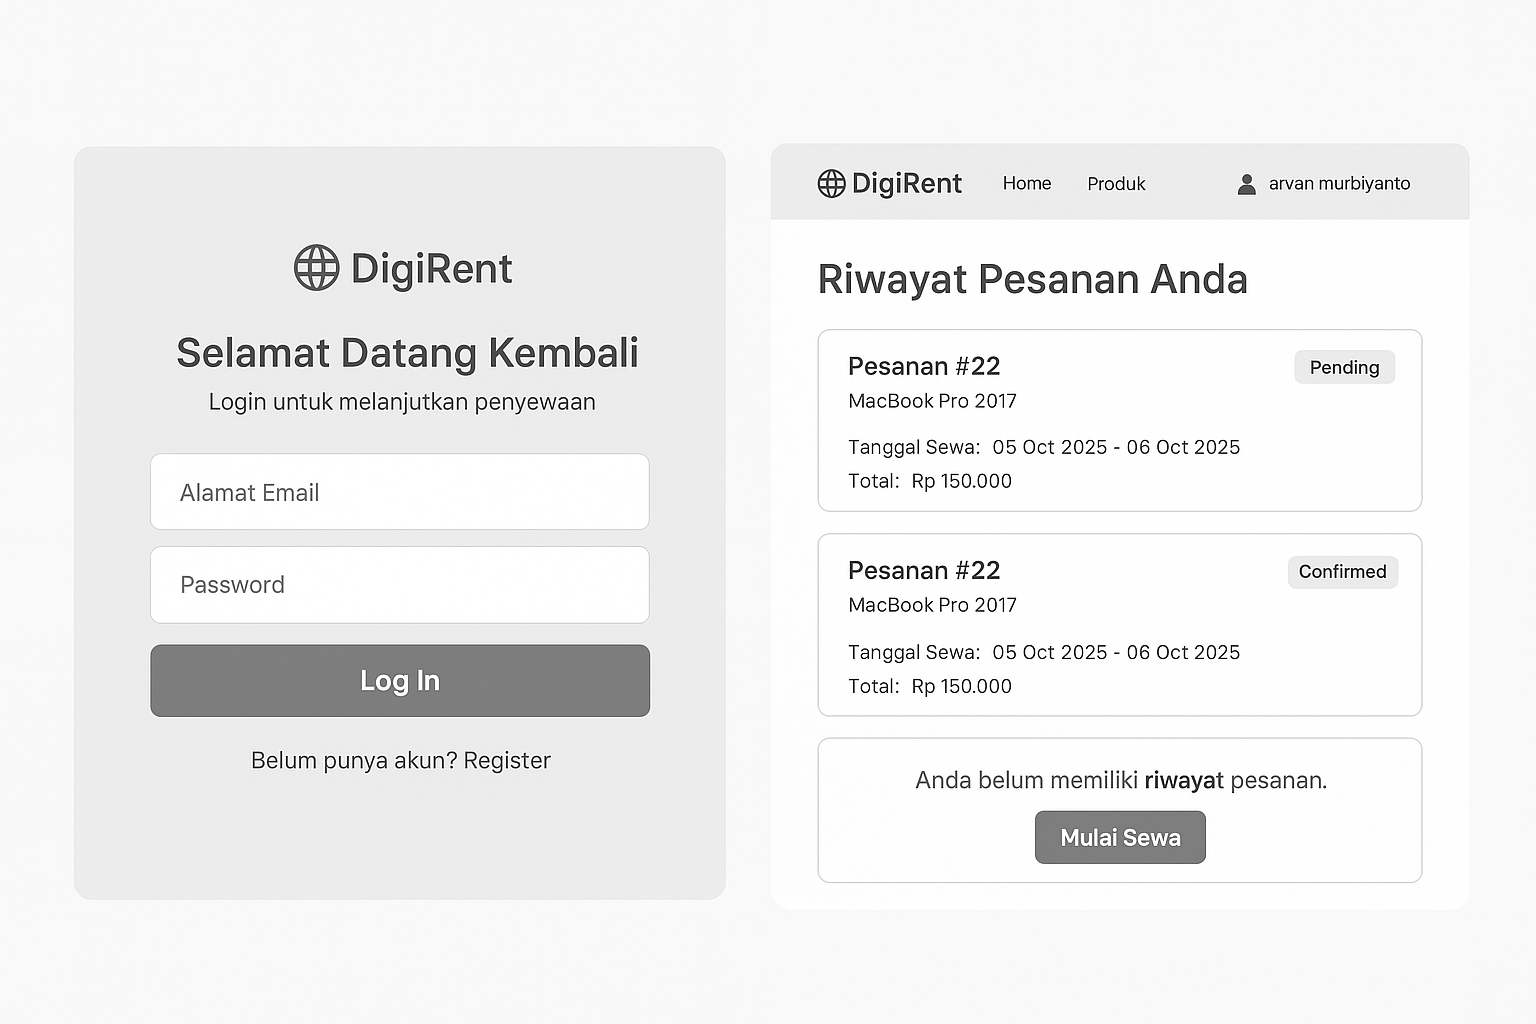 DigiRent
Selamat Datang Kembali
Login untuk melanjutkan penyewaan
Alamat Email
Password
Log In
Belum punya akun? Register
DigiRent Home Produk arvan murbiyanto
Riwayat Pesanan Anda
Pesanan #22 Pending
MacBook Pro 2017
Tanggal Sewa: 05 Oct 2025 - 06 Oct 2025
Total: Rp 150.000
Pesanan #22 Confirmed
MacBook Pro 2017
Tanggal Sewa: 05 Oct 2025 - 06 Oct 2025
Total: Rp 150.000
Anda belum memiliki riwayat pesanan.
Mulai Sewa